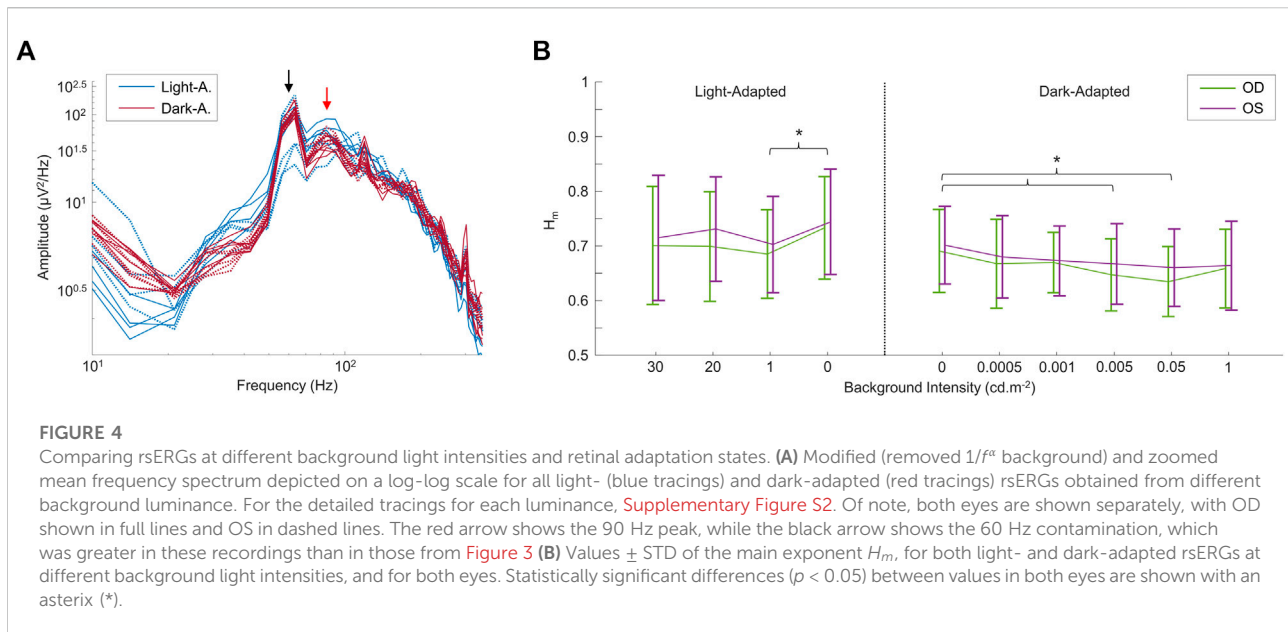 A
B
Light-A.
Dark-A.
10^2.5
10^2
10^1.5
10^1
10^0.5
Amplitude (µV²/Hz)
10^1
10^2
Frequency (Hz)
Light-Adapted
Dark-Adapted
OD
OS
*
*
1
0.9
0.8
0.7
0.6
0.5
H_m
30 20 1 0 0 0.0005 0.001 0.005 0.05 1
Background Intensity (cd.m-2)
FIGURE 4
Comparing rsERGs at different background light intensities and retinal adaptation states. (A) Modified (removed 1/f^α background) and zoomed
mean frequency spectrum depicted on a log-log scale for all light- (blue tracings) and dark-adapted (red tracings) rsERGs obtained from different
background luminance. For the detailed tracings for each luminance, Supplementary Figure S2. Of note, both eyes are shown separately, with OD
shown in full lines and OS in dashed lines. The red arrow shows the 90 Hz peak, while the black arrow shows the 60 Hz contamination, which
was greater in these recordings than in those from Figure 3 (B) Values ± STD of the main exponent H_m, for both light- and dark-adapted rsERGs at
different background light intensities, and for both eyes. Statistically significant differences (p < 0.05) between values in both eyes are shown with an
asterix (*).